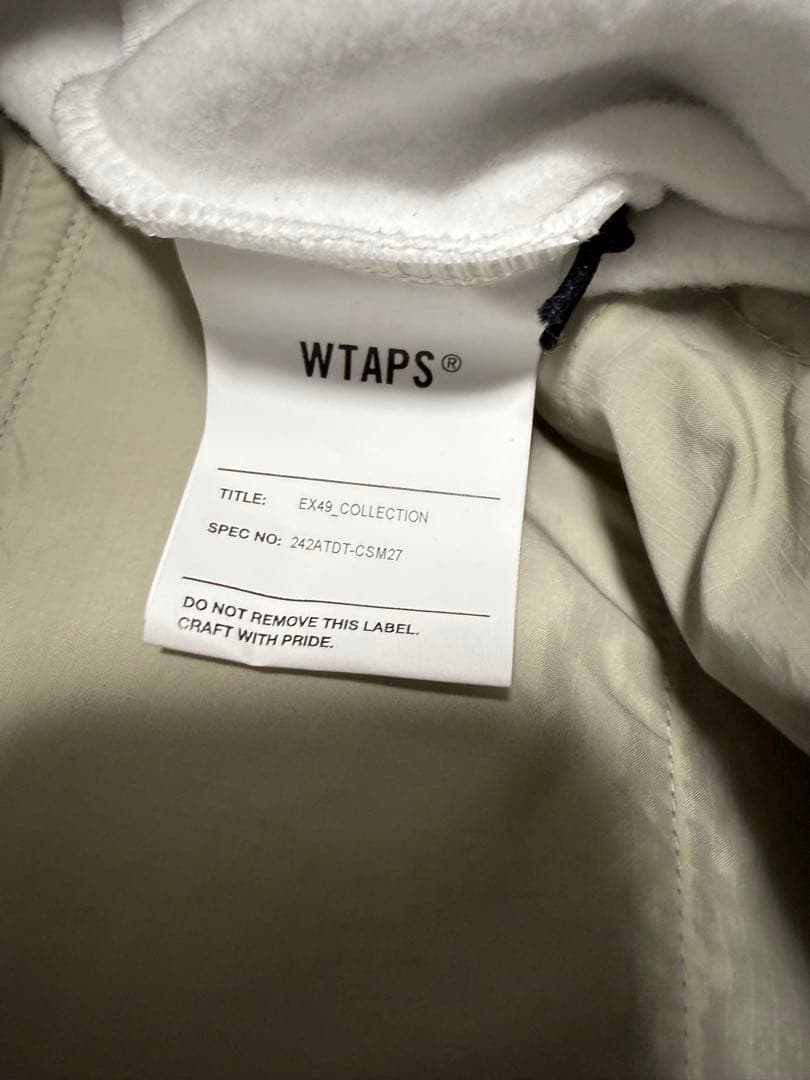 WTAPS®
TITLE: EX49_COLLECTION
SPEC NO: 242ATDT-CSM27
DO NOT REMOVE THIS LABEL.
CRAFT WITH PRIDE.